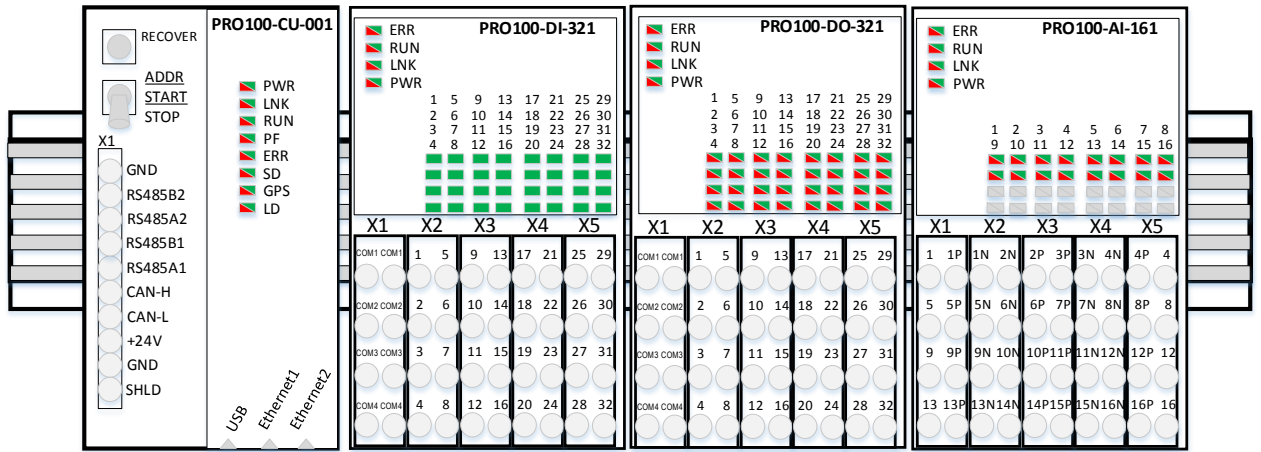 PRO100-CU-001
RECOVER
ADDR
START
STOP
PWR
LNK
RUN
PF
ERR
SD
GPS
LD
X1
GND
RS485B2
RS485A2
RS485B1
RS485A1
CAN-H
CAN-L
+24V
GND
SHLD
USB
Ethernet1
Ethernet2
PRO100-DI-321
ERR
RUN
LNK
PWR
1 5 9 13 17 21 25 29
2 6 10 14 18 22 26 30
3 7 11 15 19 23 27 31
4 8 12 16 20 24 28 32
X1 X2 X3 X4 X5
COM1 COM1 1 5 9 13 17 21 25 29
COM2 COM2 2 6 10 14 18 22 26 30
COM3 COM3 3 7 11 15 19 23 27 31
COM4 COM4 4 8 12 16 20 24 28 32
PRO100-DO-321
ERR
RUN
LNK
PWR
1 5 9 13 17 21 25 29
2 6 10 14 18 22 26 30
3 7 11 15 19 23 27 31
4 8 12 16 20 24 28 32
X1 X2 X3 X4 X5
COM1 COM1 1 5 9 13 17 21 25 29
COM2 COM2 2 6 10 14 18 22 26 30
COM3 COM3 3 7 11 15 19 23 27 31
COM4 COM4 4 8 12 16 20 24 28 32
PRO100-AI-161
ERR
RUN
LNK
PWR
1 2 3 4 5 6 7 8
9 10 11 12 13 14 15 16
X1 X2 X3 X4 X5
1 1P 1N 2N 2P 3P 3N 4N 4P 4
5 5P 5N 6N 6P 7P 7N 8N 8P 8
9 9P 9N 10N 10P 11P 11N 12N 12P 12
13 13P 13N 14N 14P 15P 15N 16N 16P 16